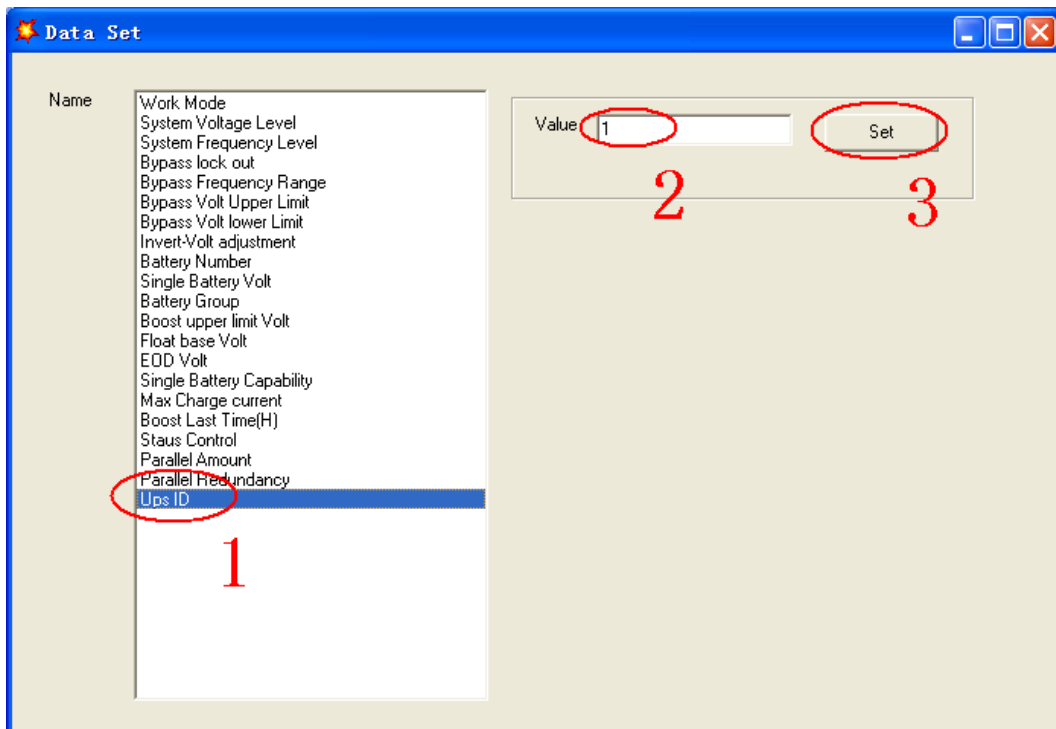 Data Set
Name
Work Mode
System Voltage Level
System Frequency Level
Bypass lock out
Bypass Frequency Range
Bypass Volt Upper Limit
Bypass Volt lower Limit
Invert-Volt adjustment
Battery Number
Single Battery Volt
Battery Group
Boost upper limit Volt
Float base Volt
EOD Volt
Single Battery Capability
Max Charge current
Boost Last Time(H)
Staus Control
Parallel Amount
Parallel Redundancy
Ups ID
1
Value 1
Set
2
3